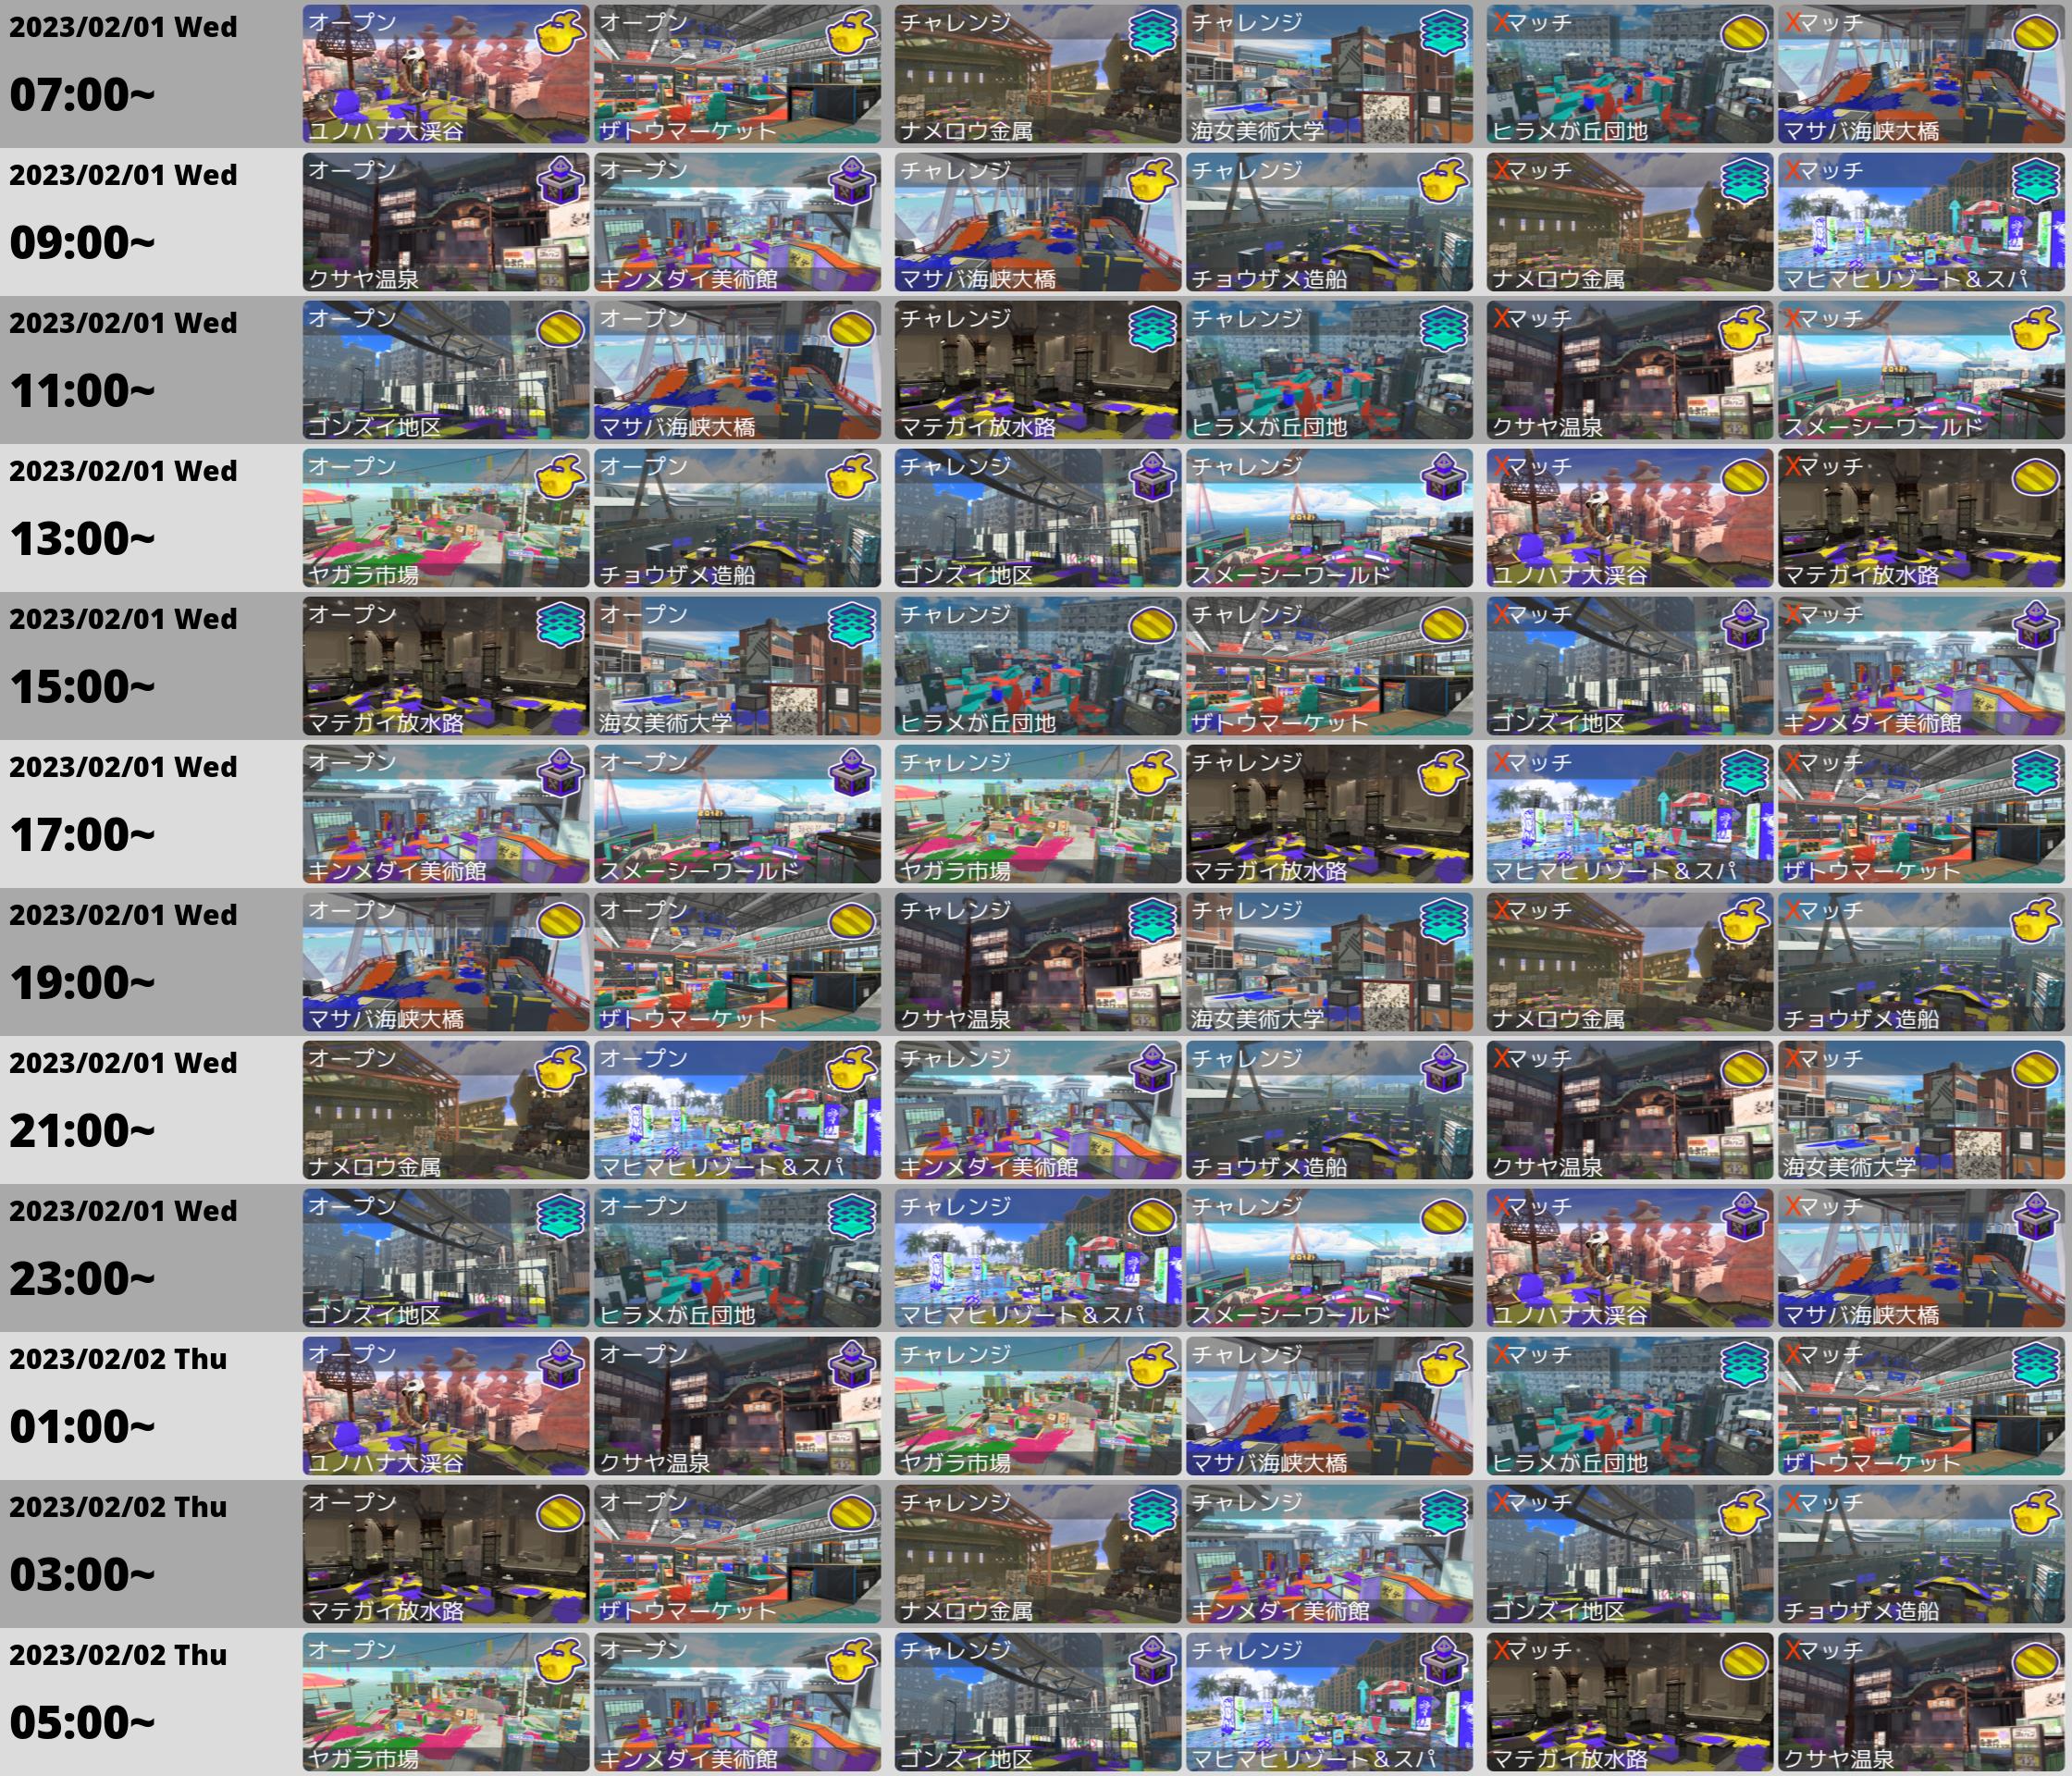 2023/02/01 Wed
07:00~
オープン
ユノハナ大渓谷
オープン
ザトウマーケット
チャレンジ
ナメロウ金属
チャレンジ
海女美術大学
Xマッチ
ヒラメが丘団地
Xマッチ
マサバ海峡大橋
2023/02/01 Wed
09:00~
オープン
クサヤ温泉
オープン
キンメダイ美術館
チャレンジ
マサバ海峡大橋
チャレンジ
チョウザメ造船
Xマッチ
ナメロウ金属
Xマッチ
マヒマヒリゾート&スパ
2023/02/01 Wed
11:00~
オープン
ゴンズイ地区
オープン
マサバ海峡大橋
チャレンジ
マテガイ放水路
チャレンジ
ヒラメが丘団地
Xマッチ
クサヤ温泉
Xマッチ
スメーシーワールド
2023/02/01 Wed
13:00~
オープン
ヤガラ市場
オープン
チョウザメ造船
チャレンジ
ゴンズイ地区
チャレンジ
スメーシーワールド
Xマッチ
ユノハナ大渓谷
Xマッチ
マテガイ放水路
2023/02/01 Wed
15:00~
オープン
マテガイ放水路
オープン
海女美術大学
チャレンジ
ヒラメが丘団地
チャレンジ
ザトウマーケット
Xマッチ
ゴンズイ地区
Xマッチ
キンメダイ美術館
2023/02/01 Wed
17:00~
オープン
キンメダイ美術館
オープン
スメーシーワールド
チャレンジ
ヤガラ市場
チャレンジ
マテガイ放水路
Xマッチ
マヒマヒリゾート&スパ
Xマッチ
ザトウマーケット
2023/02/01 Wed
19:00~
オープン
マサバ海峡大橋
オープン
ザトウマーケット
チャレンジ
クサヤ温泉
チャレンジ
海女美術大学
Xマッチ
ナメロウ金属
Xマッチ
チョウザメ造船
2023/02/01 Wed
21:00~
オープン
ナメロウ金属
オープン
マヒマヒリゾート&スパ
チャレンジ
キンメダイ美術館
チャレンジ
チョウザメ造船
Xマッチ
クサヤ温泉
Xマッチ
海女美術大学
2023/02/01 Wed
23:00~
オープン
ゴンズイ地区
オープン
ヒラメが丘団地
チャレンジ
マヒマヒリゾート&スパ
チャレンジ
スメーシーワールド
Xマッチ
ユノハナ大渓谷
Xマッチ
マサバ海峡大橋
2023/02/02 Thu
01:00~
オープン
ユノハナ大渓谷
オープン
クサヤ温泉
チャレンジ
ヤガラ市場
チャレンジ
マサバ海峡大橋
Xマッチ
ヒラメが丘団地
Xマッチ
ザトウマーケット
2023/02/02 Thu
03:00~
オープン
マテガイ放水路
オープン
ザトウマーケット
チャレンジ
ナメロウ金属
チャレンジ
キンメダイ美術館
Xマッチ
ゴンズイ地区
Xマッチ
チョウザメ造船
2023/02/02 Thu
05:00~
オープン
ヤガラ市場
オープン
キンメダイ美術館
チャレンジ
ゴンズイ地区
チャレンジ
マヒマヒリゾート&スパ
Xマッチ
マテガイ放水路
Xマッチ
クサヤ温泉